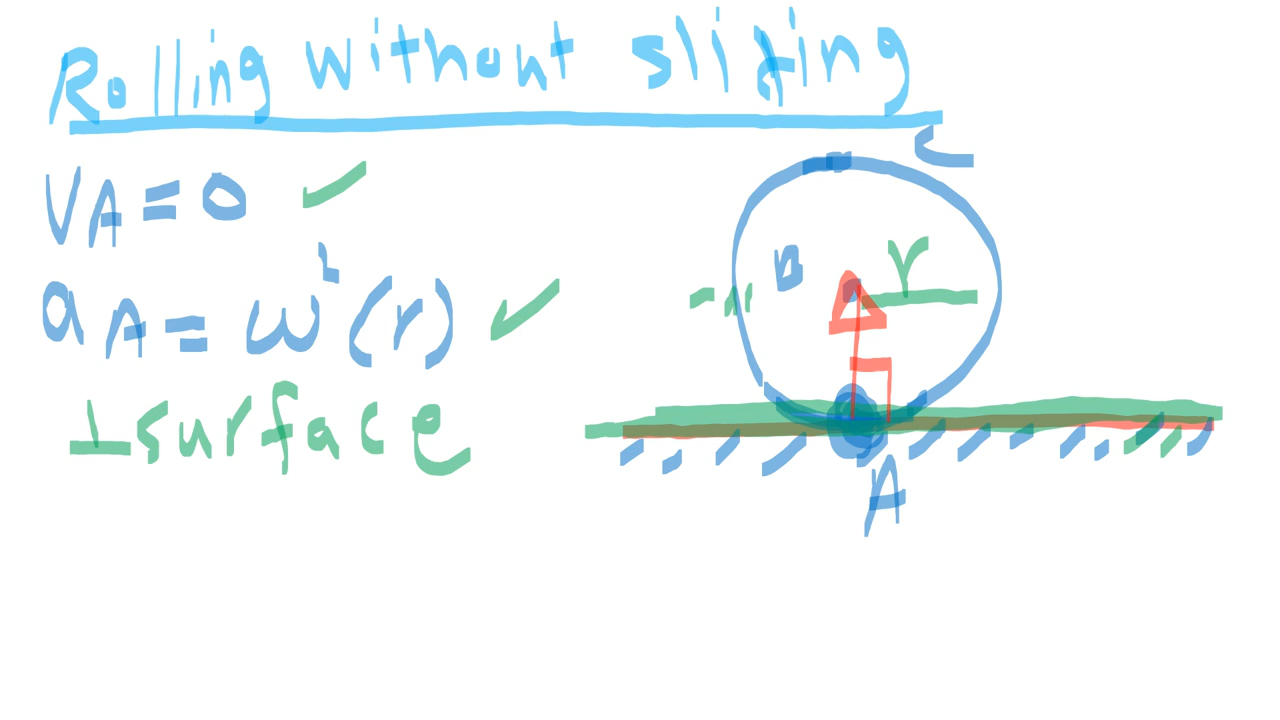 Rolling without sliding
VA = 0 ✓
aA = ω²(r) ✓
⊥ surface
C
B
r
A